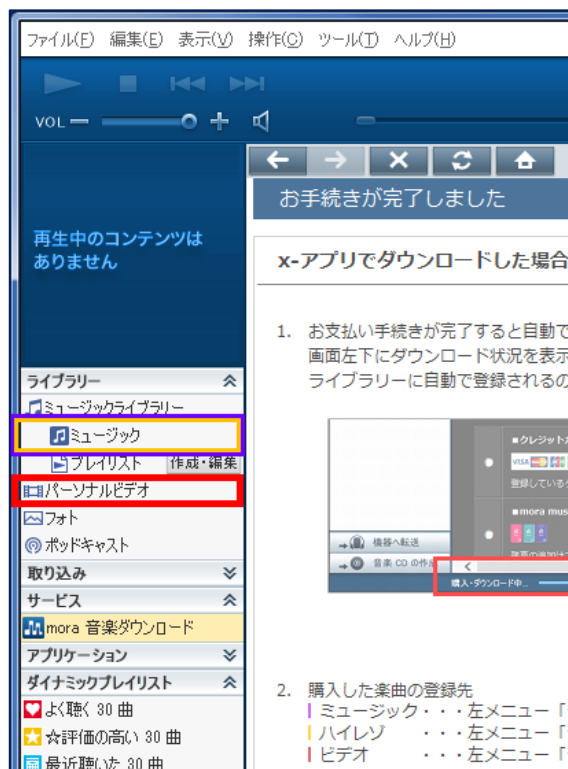 ファイル(F) 編集(E) 表示(V) 操作(C) ツール(T) ヘルプ(H)
VOL
お手続きが完了しました
再生中のコンテンツは
ありません
x-アプリでダウンロードした場合
1. お支払い手続きが完了すると自動で
画面左下にダウンロード状況を表示
ライブラリーに自動で登録されるの
ライブラリー
ミュージックライブラリー
ミュージック
プレイリスト 作成・編集
パーソナルビデオ
フォト
ポッドキャスト
取り込み
サービス
mora 音楽ダウンロード
アプリケーション
ダイナミックプレイリスト
よく聴く 30 曲
☆評価の高い 30 曲
最近聴いた 30 曲
■クレジットカ
VISA
登録している
■mora mus
機器へ転送
音楽 CD の作成
購入・ダウンロード中...
2. 購入した楽曲の登録先
ミュージック・・・左メニュー「
ハイレゾ ・・・左メニュー「
ビデオ ・・・左メニュー「